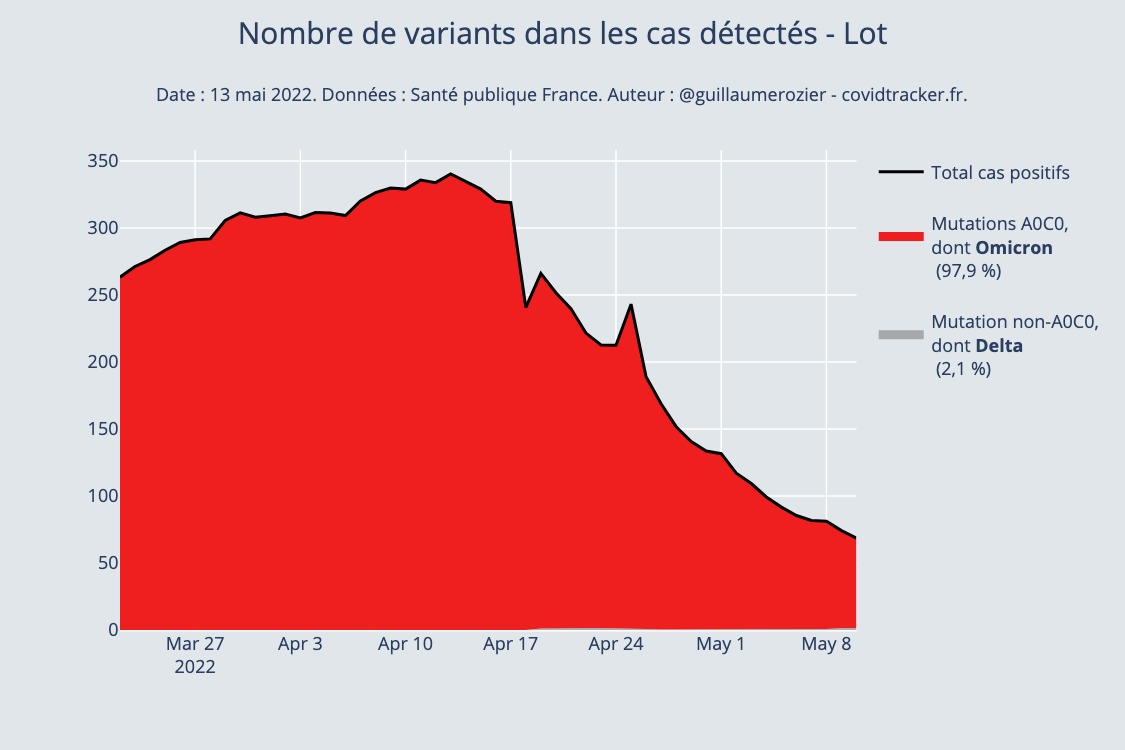 Nombre de variants dans les cas détectés - Lot
Date : 13 mai 2022. Données : Santé publique France. Auteur : @guillaumerozier - covidtracker.fr.
350
300
250
200
150
100
50
0
Mar 27
2022
Apr 3
Apr 10
Apr 17
Apr 24
May 1
May 8
Total cas positifs
Mutations A0C0,
dont Omicron
(97,9 %)
Mutation non-A0C0,
dont Delta
(2,1 %)